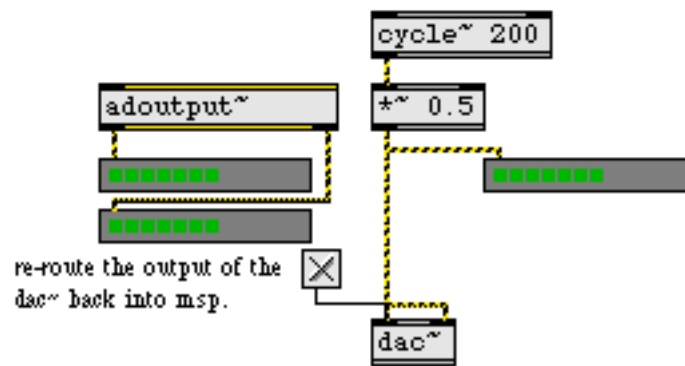 cycle~ 200
adoutput~
*~ 0.5
re-route the output of the
dac~ back into msp.
dac~